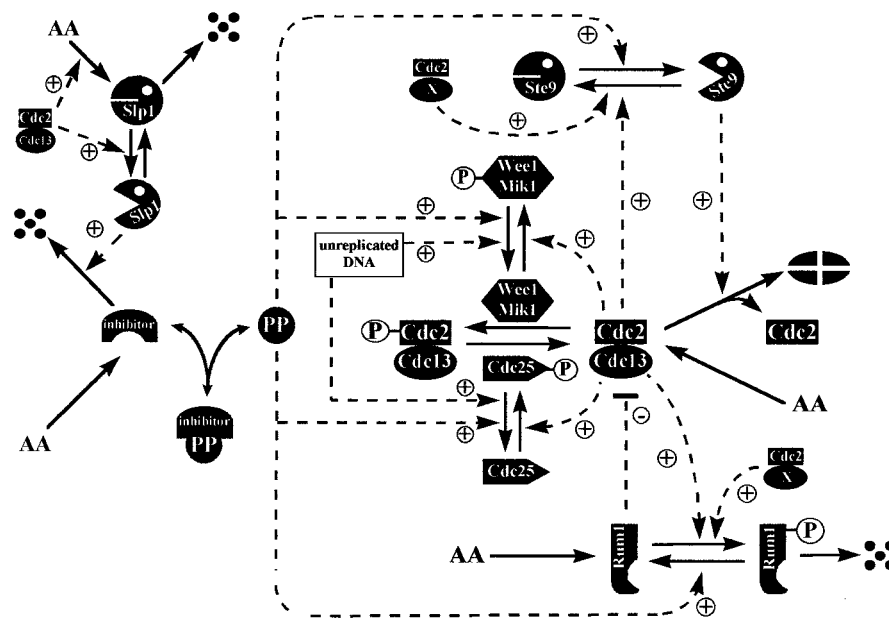 AA
Slp1
Cdc2
Cdc13
Slp1
inhibitor
AA
inhibitor
PP
PP
Cdc2
X
Ste9
Ste9
P
Wee1
Mik1
unreplicated
DNA
Wee1
Mik1
P
Cdc2
Cdc13
Cdc25
P
Cdc25
Cdc2
Cdc13
Cdc2
AA
Cdc2
X
AA
Rum1
Rum1
P